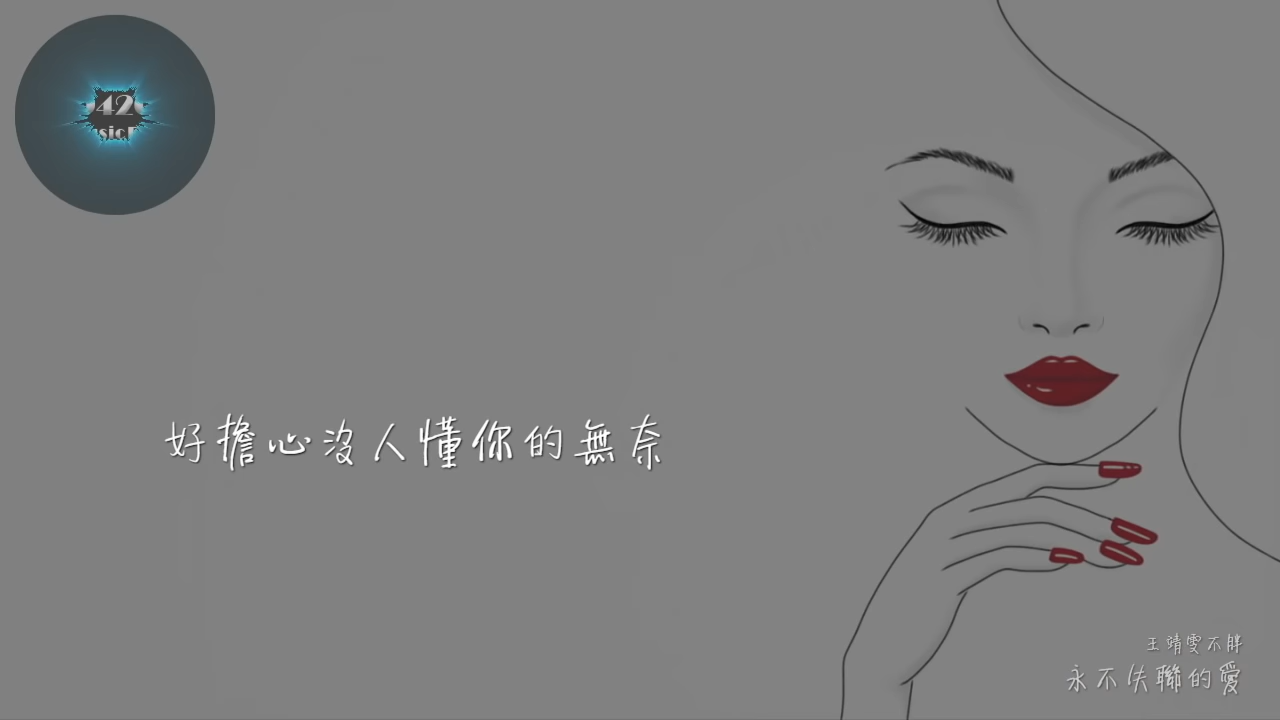 好擔心沒人懂你的無奈
王靖雯不胖
永不失聯的愛